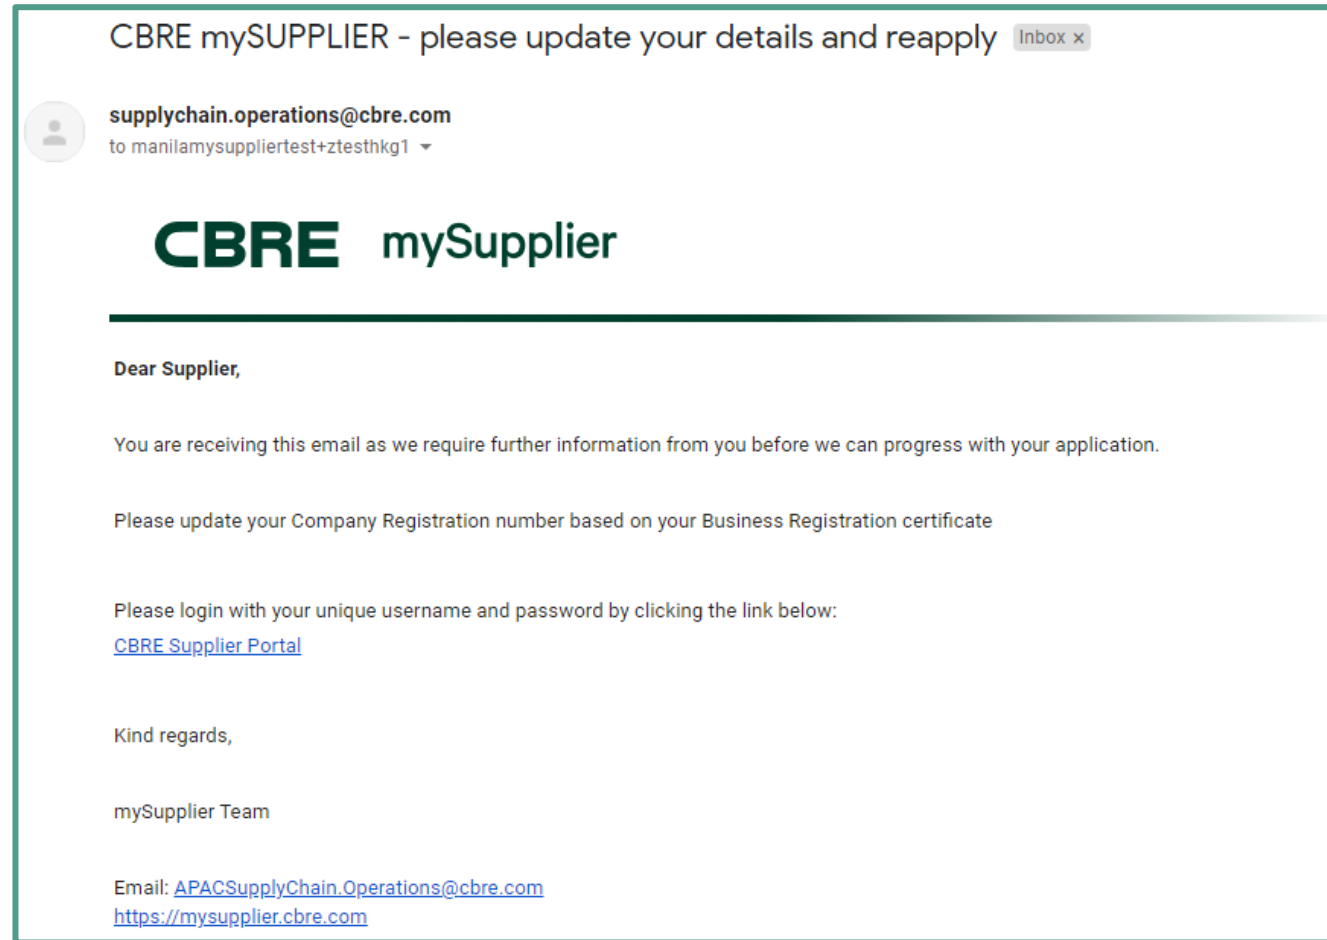 CBRE mySUPPLIER - please update your details and reapply Inbox x
supplychain.operations@cbre.com
to manilamysuppliertest+ztesthkg1
CBRE mySupplier
Dear Supplier,
You are receiving this email as we require further information from you before we can progress with your application.
Please update your Company Registration number based on your Business Registration certificate
Please login with your unique username and password by clicking the link below:
CBRE Supplier Portal
Kind regards,
mySupplier Team
Email: APACSupplyChain.Operations@cbre.com
https://mysupplier.cbre.com